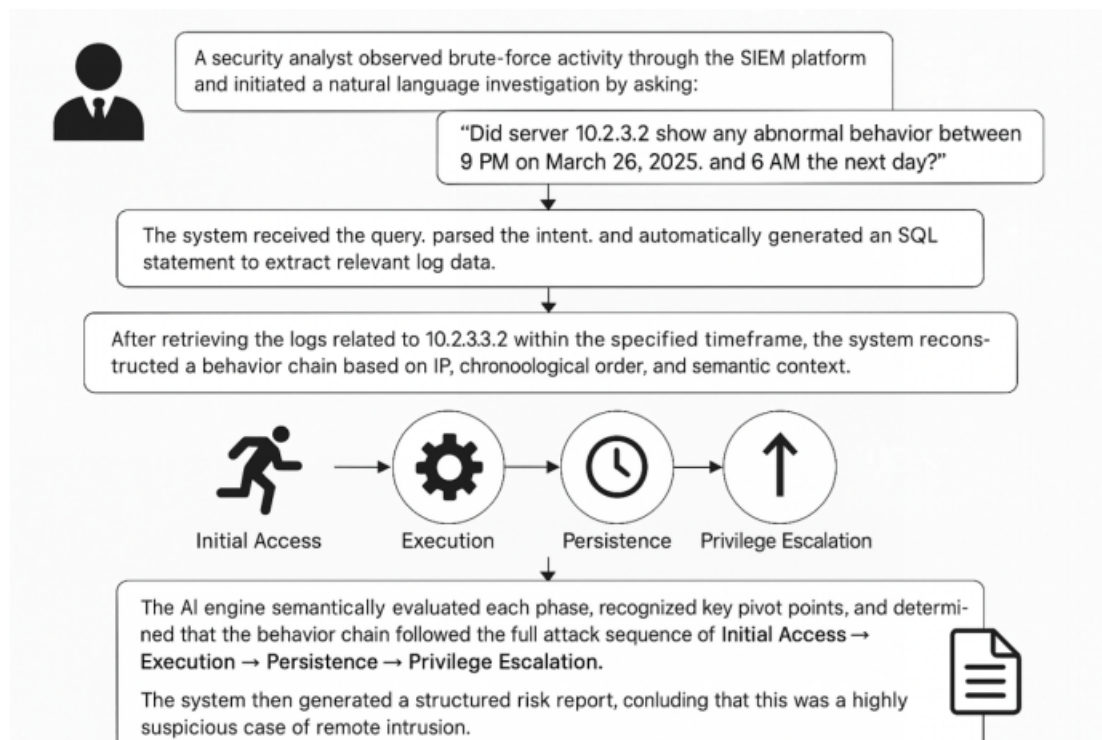 A security analyst observed brute-force activity through the SIEM platform
and initiated a natural language investigation by asking:
“Did server 10.2.3.2 show any abnormal behavior between
9 PM on March 26, 2025. and 6 AM the next day?”
The system received the query. parsed the intent. and automatically generated an SQL
statement to extract relevant log data.
After retrieving the logs related to 10.2.3.3.2 within the specified timeframe, the system recons-
tructed a behavior chain based on IP, chronoological order, and semantic context.
Initial Access
Execution
Persistence
Privilege Escalation
The AI engine semantically evaluated each phase, recognized key pivot points, and determi-
ned that the behavior chain followed the full attack sequence of Initial Access →
Execution → Persistence → Privilege Escalation.
The system then generated a structured risk report, conluding that this was a highly
suspicious case of remote intrusion.